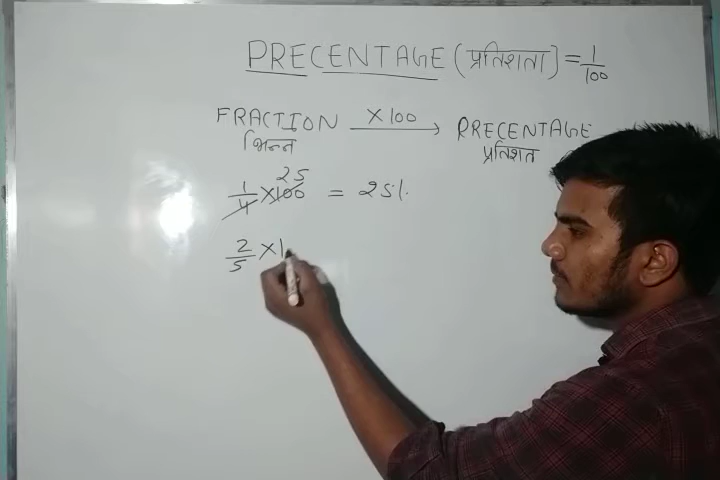 PRECENTAGE (प्रतिशता) = 1/100
FRACTION ×100 → PRECENTAGE
भिन्न प्रतिशत
1/4 × 100 25 = 25%
2/5 × 1